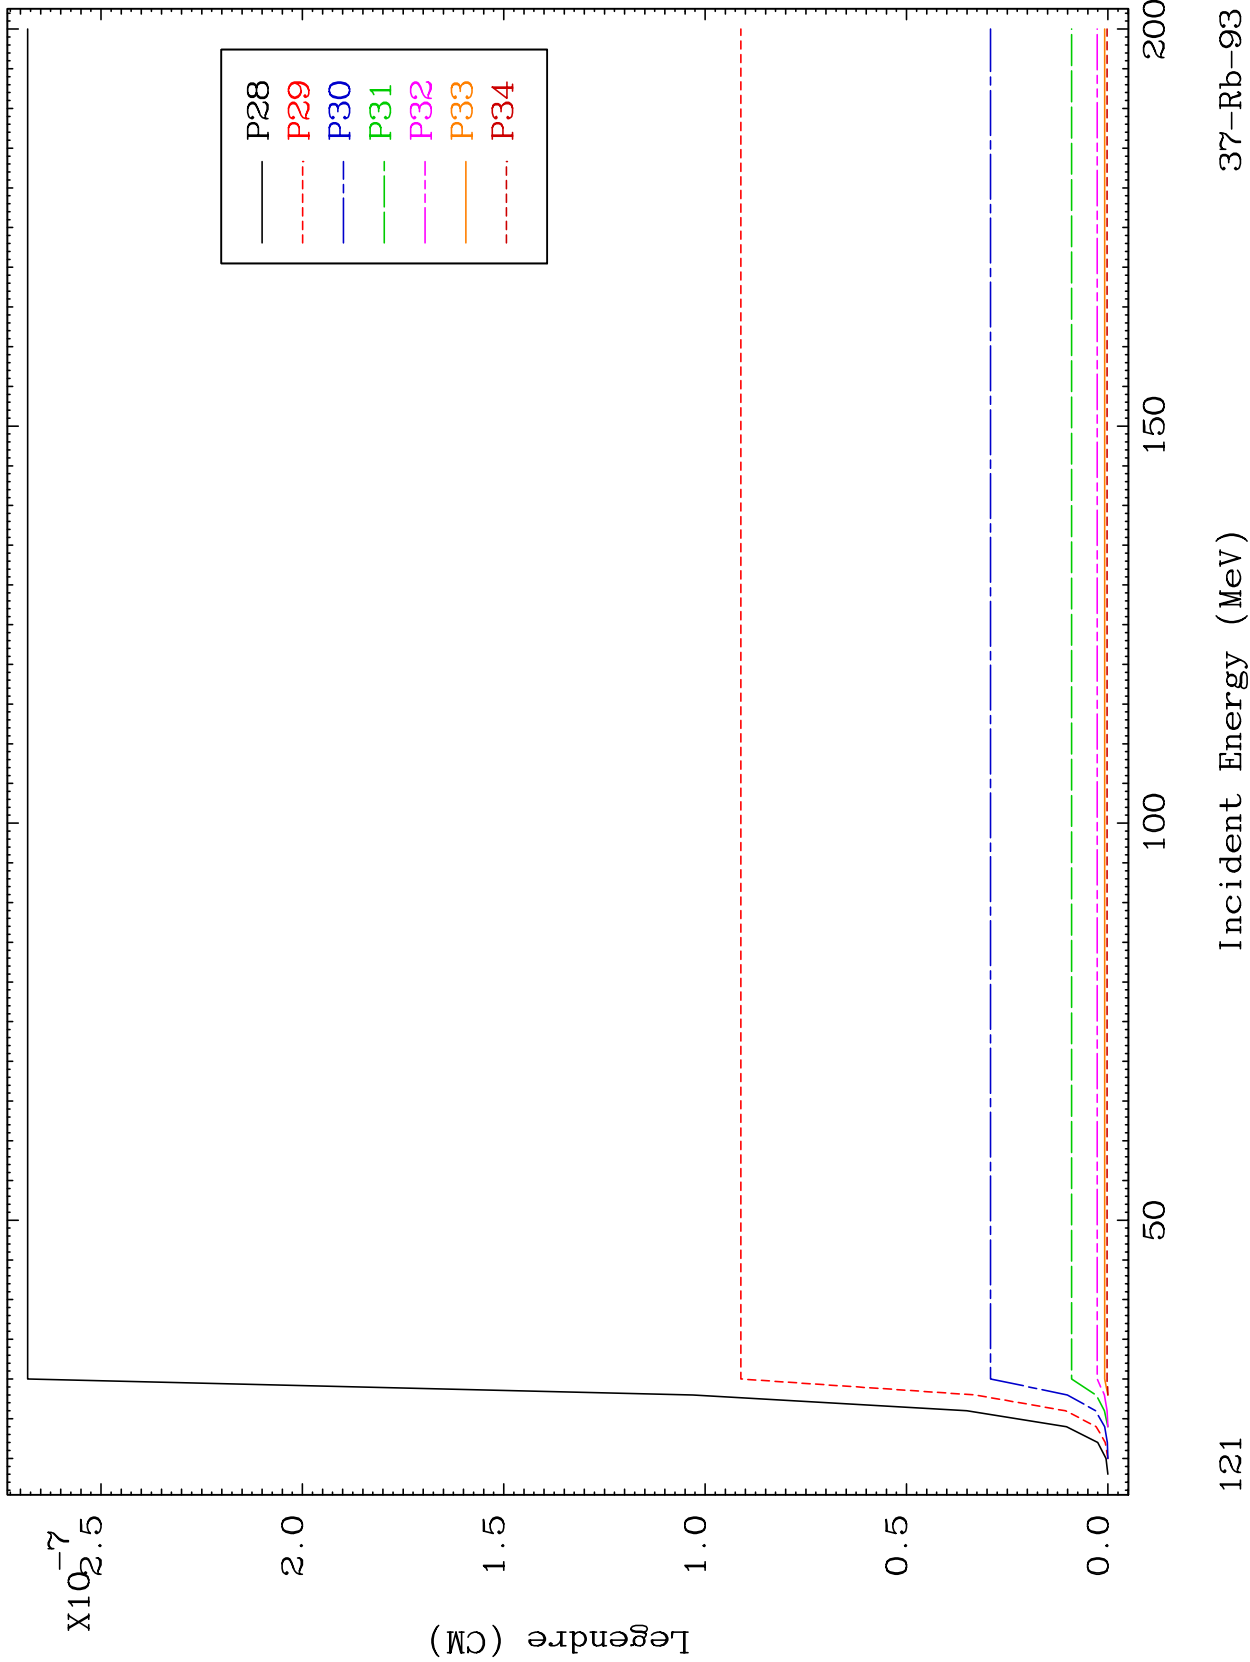 X10-7
2.5
2.0
1.5
1.0
0.5
0.0
Legendre (CM)
P28
P29
P30
P31
P32
P33
P34
50
100
150
200
Incident Energy (MeV)
121
37-Rb-93